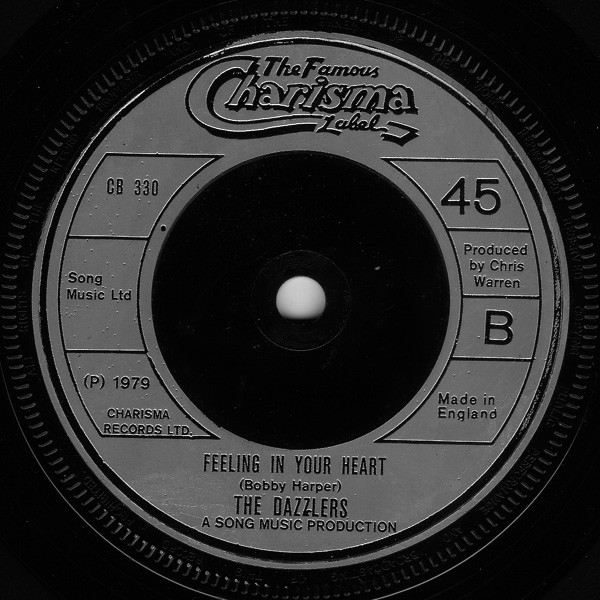 The Famous
Charisma
Label
CB 330
45
Song
Music Ltd
Produced
by Chris
Warren
B
(P) 1979
CHARISMA
RECORDS LTD.
Made in
England
FEELING IN YOUR HEART
(Bobby Harper)
THE DAZZLERS
A SONG MUSIC PRODUCTION